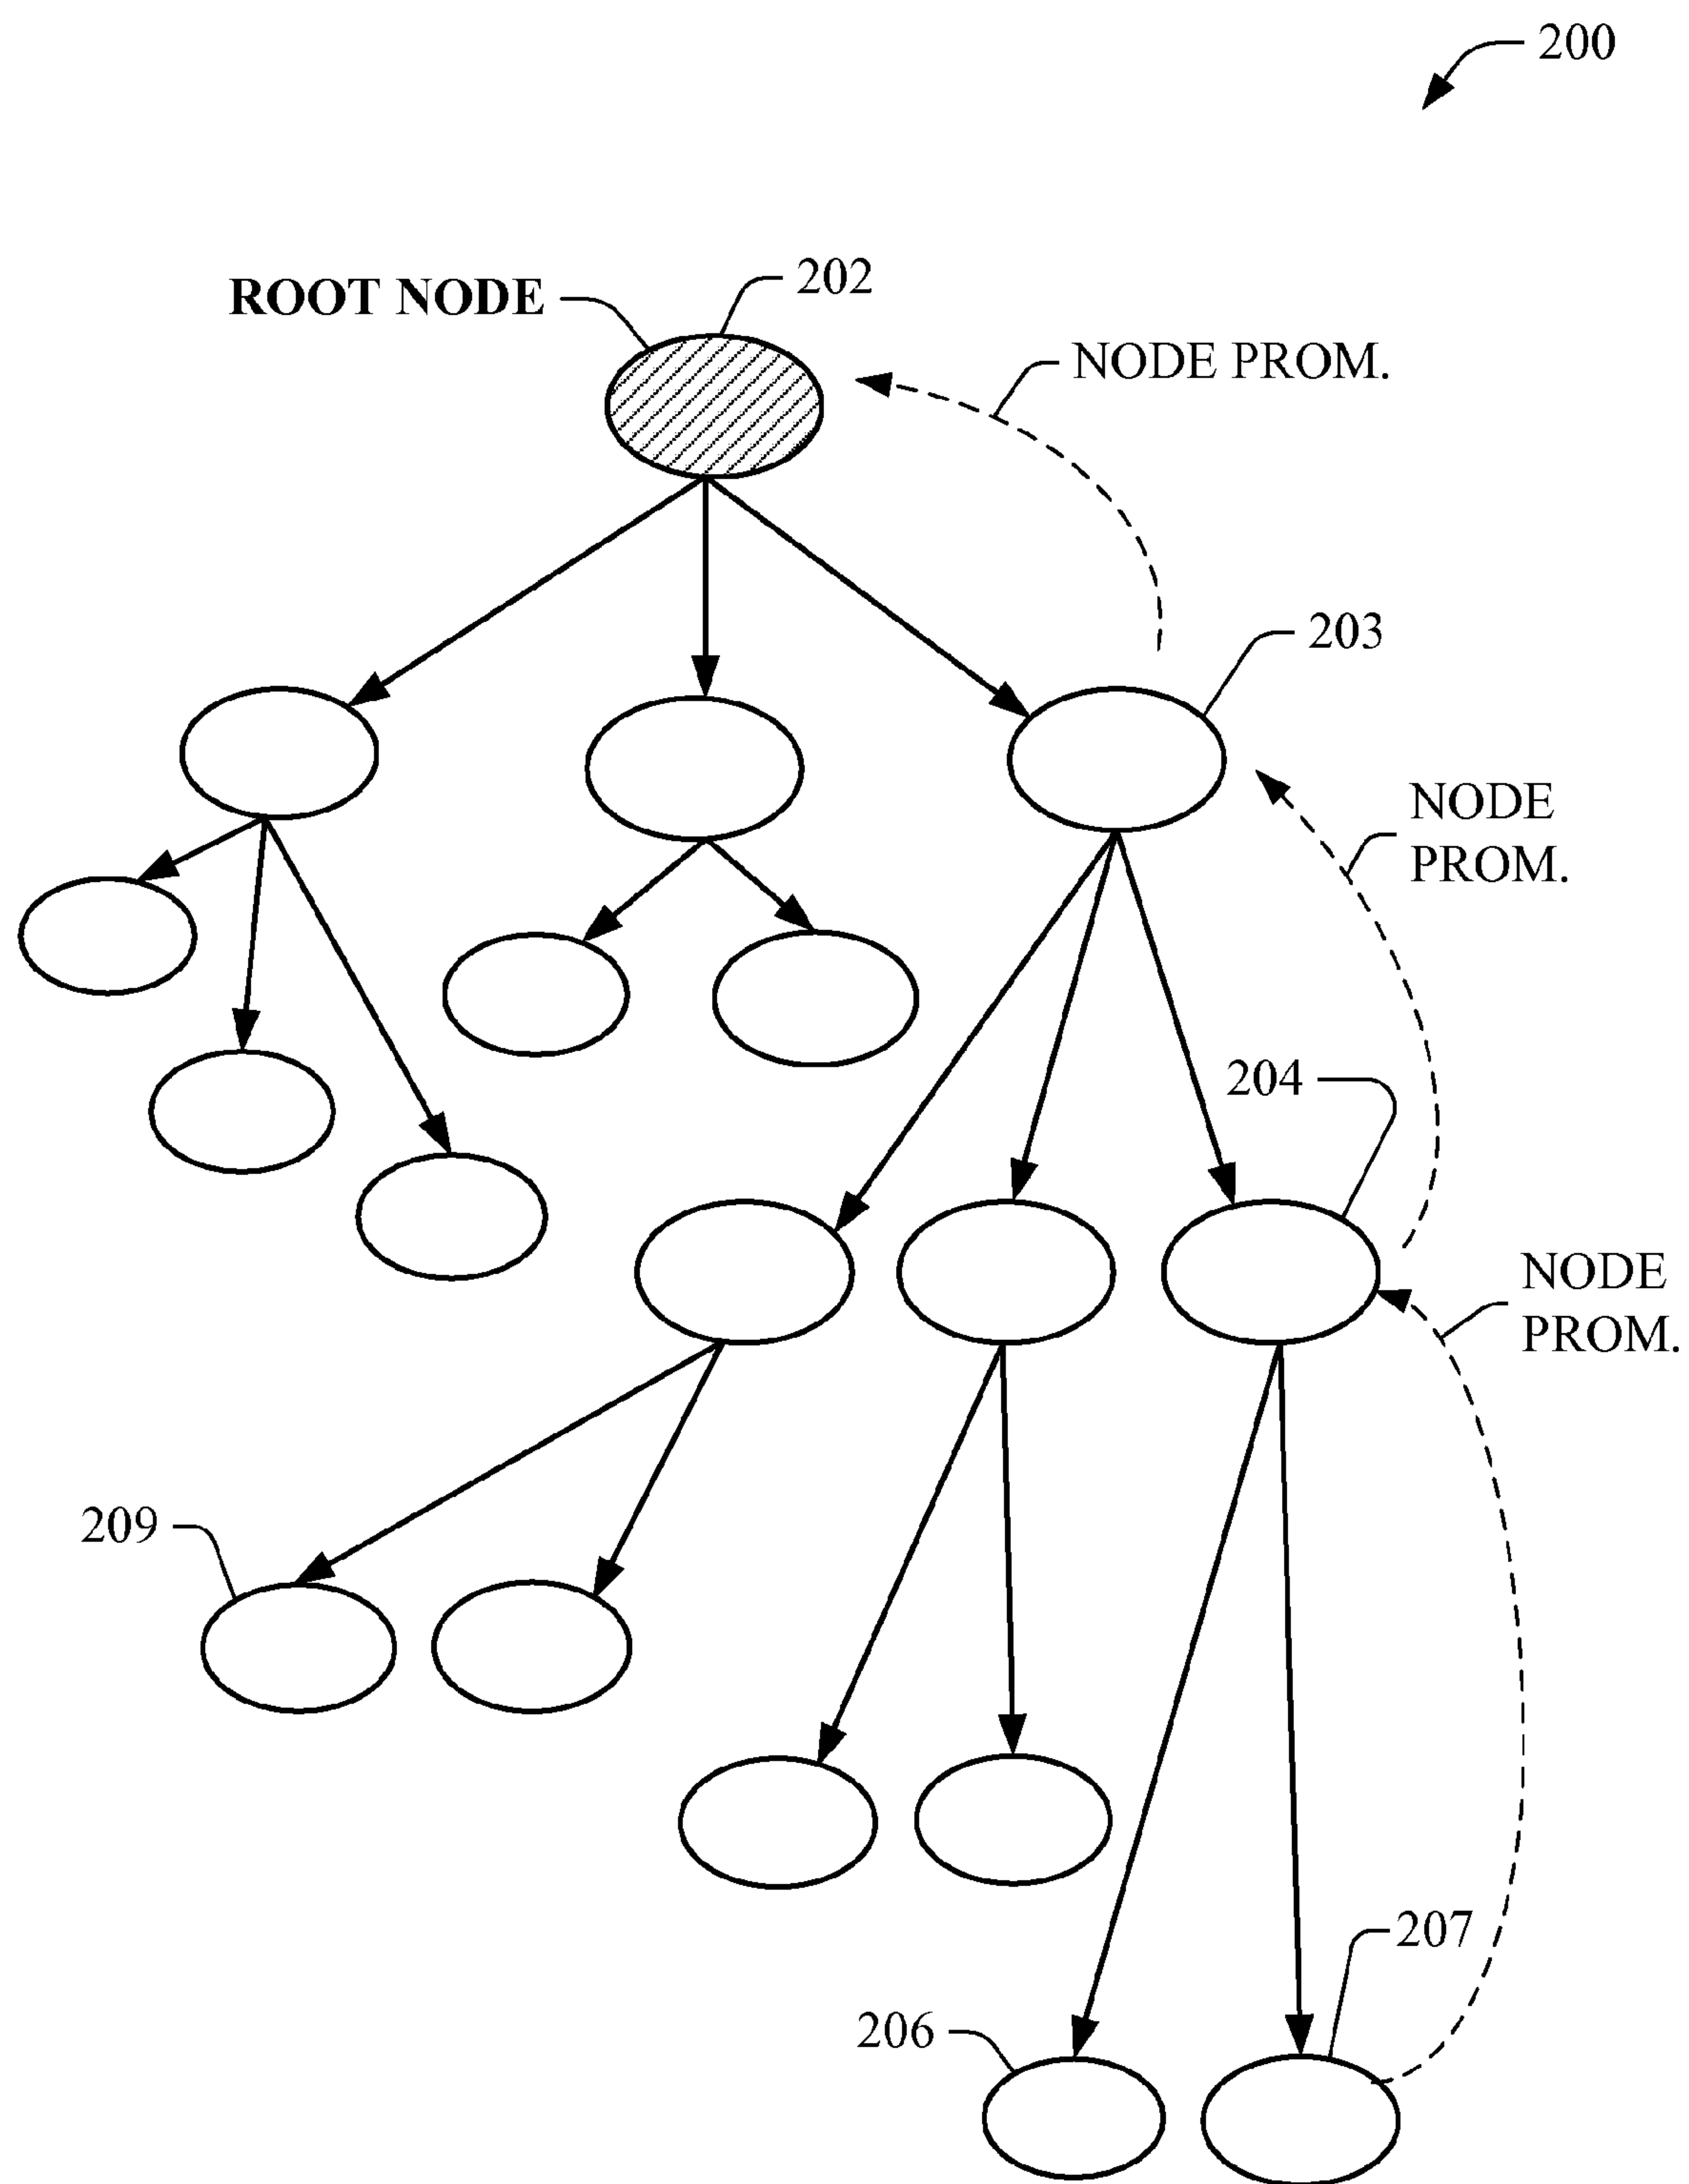 200
202
ROOT NODE
NODE PROM.
203
NODE
PROM.
204
NODE
PROM.
209
207
206